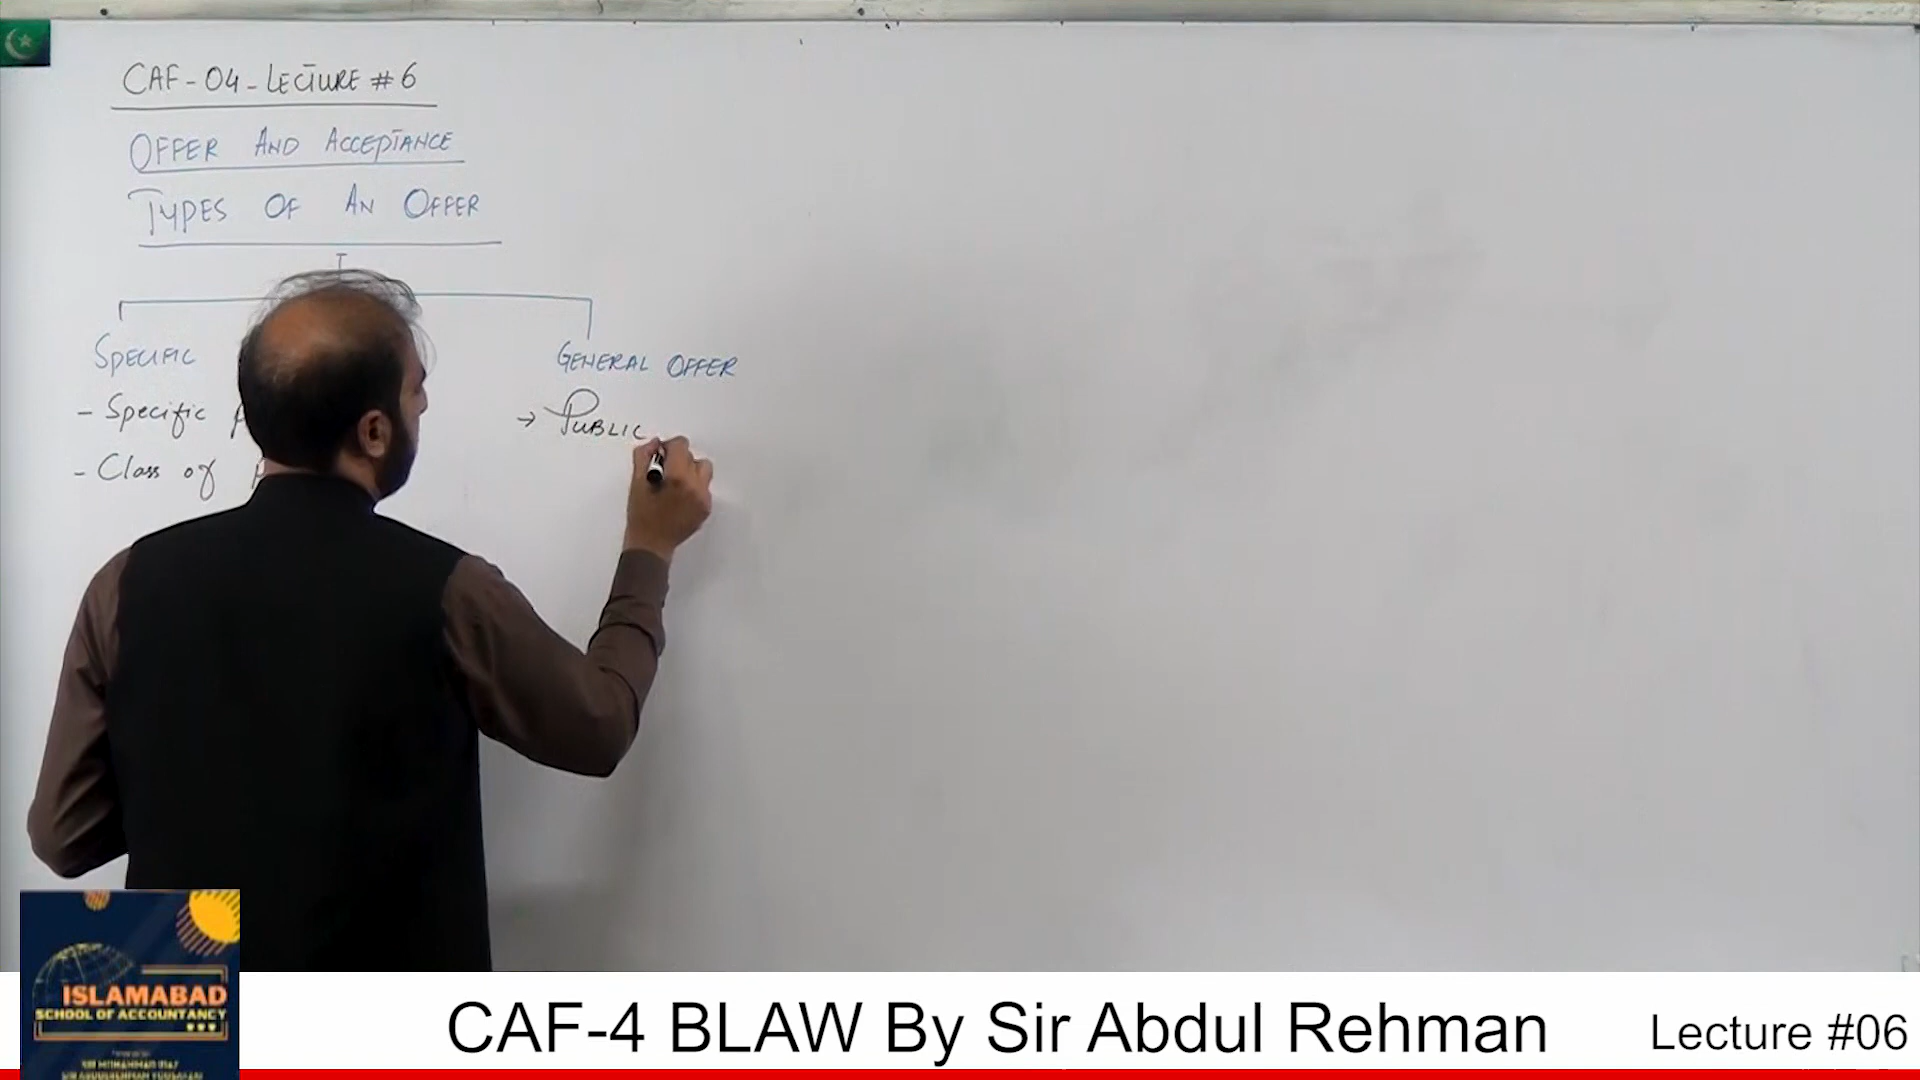 CAF-04-LECTURE #6
OFFER AND ACCEPTANCE
TYPES OF AN OFFER
SPECIFIC
GENERAL OFFER
- Specific
→ PUBLIC
- Class of
ISLAMABAD
SCHOOL OF ACCOUNTANCY
CAF-4 BLAW By Sir Abdul Rehman
Lecture #06